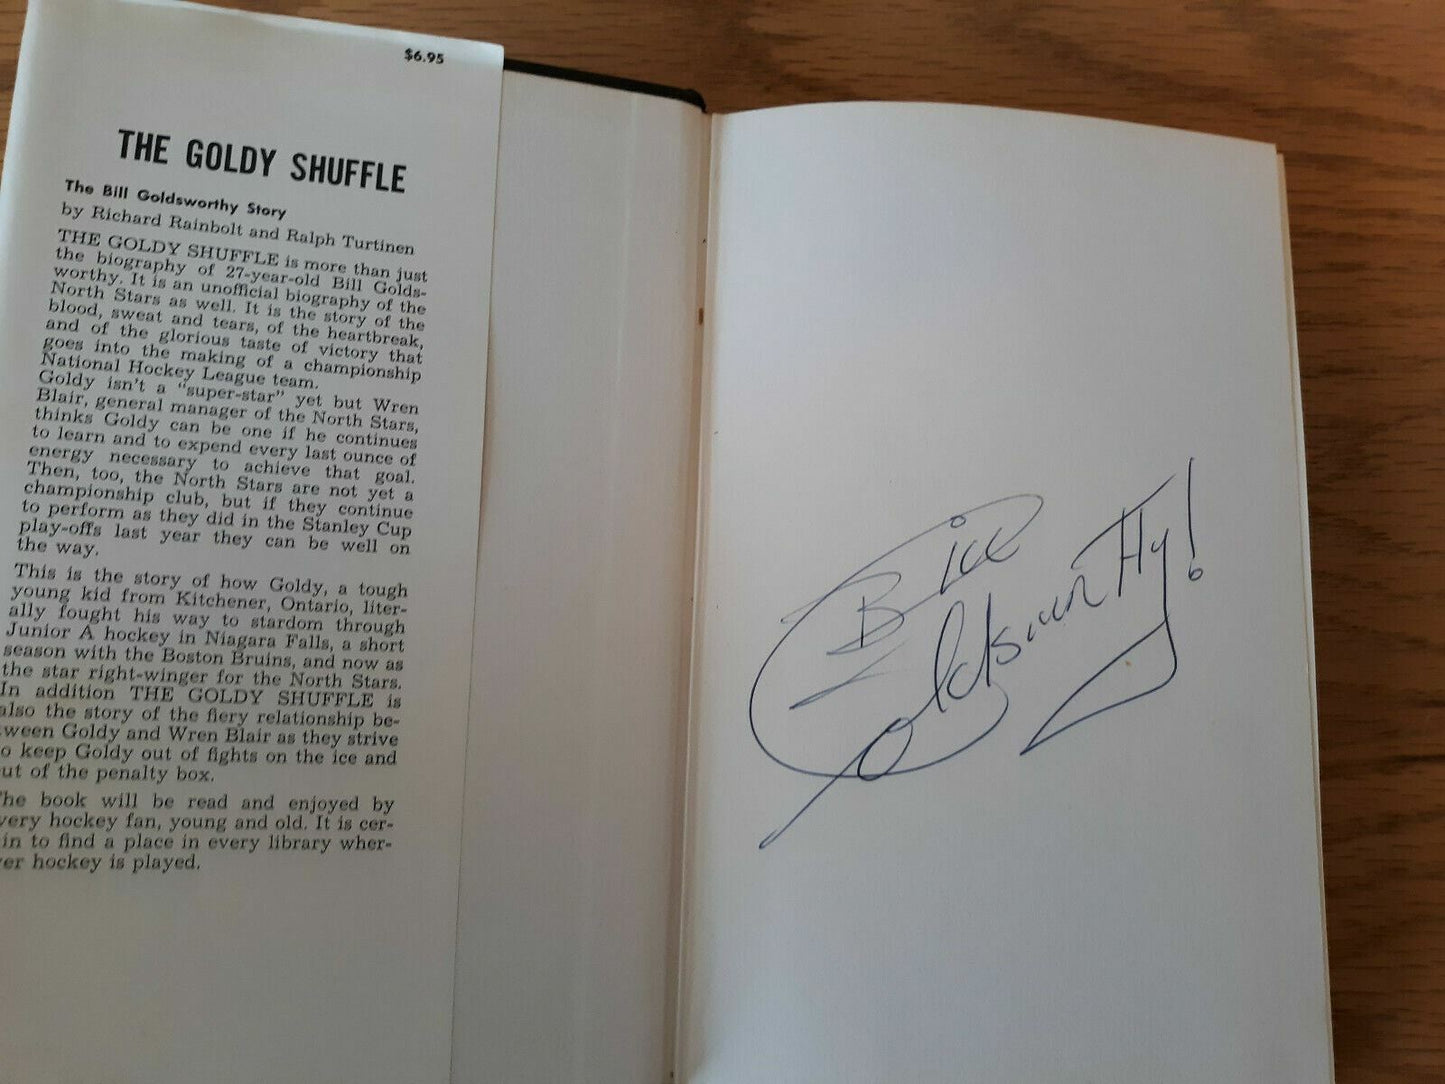 $6.95
THE GOLDY SHUFFLE
The Bill Goldsworthy Story
by Richard Rainbolt and Ralph Turtinen
THE GOLDY SHUFFLE is more than just
the biography of 27-year-old Bill Golds-
worthy. It is an unofficial biography of the
North Stars as well. It is the story of the
blood, sweat and tears, of the heartbreak,
and of the glorious taste of victory that
goes into the making of a championship
National Hockey League team.
Goldy isn't a "super-star" yet but Wren
Blair, general manager of the North Stars,
thinks Goldy can be one if he continues
to learn and to expend every last ounce of
energy necessary to achieve that goal.
Then, too, the North Stars are not yet a
championship club, but if they continue
to perform as they did in the Stanley Cup
play-offs last year they can be well on
the way.
This is the story of how Goldy, a tough
young kid from Kitchener, Ontario, liter-
ally fought his way to stardom through
Junior A hockey in Niagara Falls, a short
season with the Boston Bruins, and now as
the star right-winger for the North Stars.
In addition THE GOLDY SHUFFLE is
also the story of the fiery relationship be-
tween Goldy and Wren Blair as they strive
o keep Goldy out of fights on the ice and
ut of the penalty box.
he book will be read and enjoyed by
very hockey fan, young and old. It is cer-
in to find a place in every library wher-
er hockey is played.
Bill
Goldsworthy!